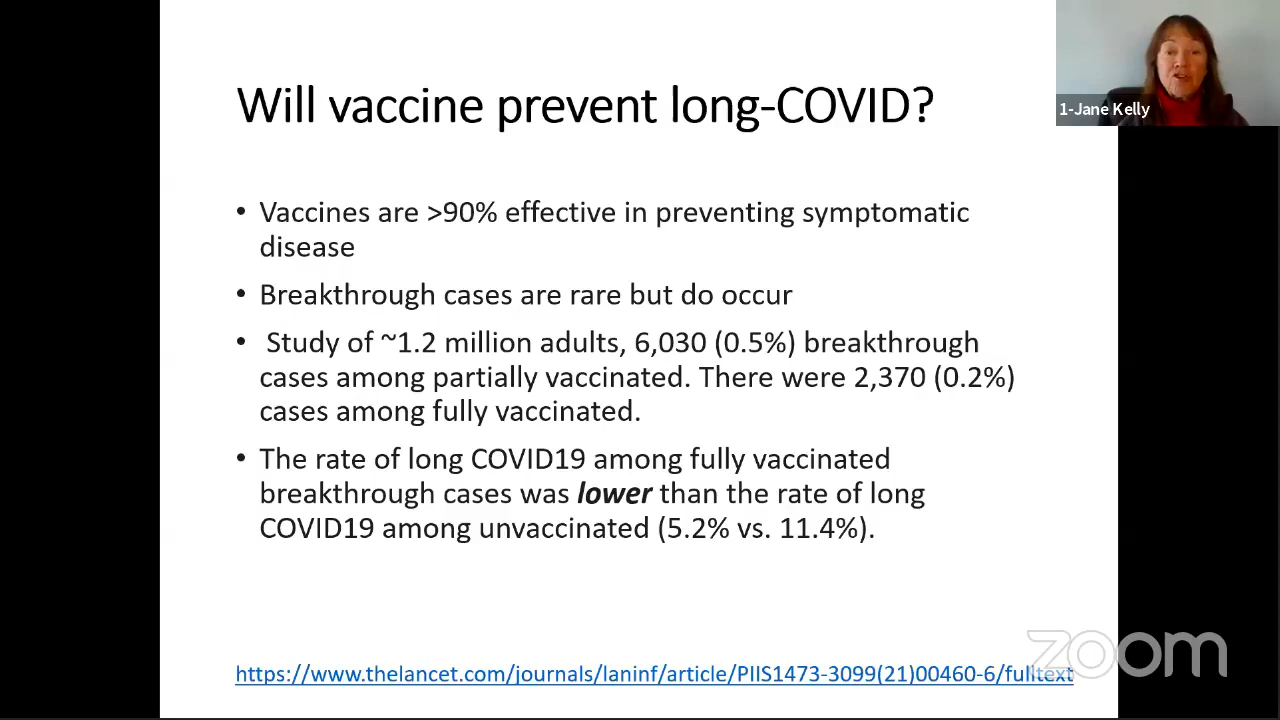 Will vaccine prevent long-COVID?
1-Jane Kelly
• Vaccines are >90% effective in preventing symptomatic
disease
• Breakthrough cases are rare but do occur
• Study of ~1.2 million adults, 6,030 (0.5%) breakthrough
cases among partially vaccinated. There were 2,370 (0.2%)
cases among fully vaccinated.
• The rate of long COVID19 among fully vaccinated
breakthrough cases was lower than the rate of long
COVID19 among unvaccinated (5.2% vs. 11.4%).
https://www.thelancet.com/journals/laninf/article/PIIS1473-3099(21)00460-6/fulltext
zoom